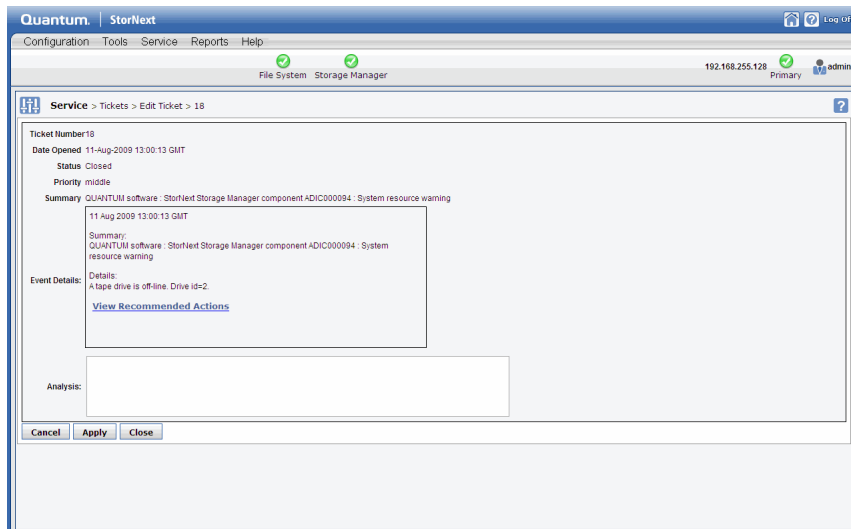 Quantum. StorNext Log Of
Configuration Tools Service Reports Help
File System Storage Manager 192.168.255.128 Primary admin
Service > Tickets > Edit Ticket > 18
Ticket Number 18
Date Opened 11-Aug-2009 13:00:13 GMT
Status Closed
Priority middle
Summary QUANTUM software : StorNext Storage Manager component ADIC000094 : System resource warning
Event Details:
11 Aug 2009 13:00:13 GMT
Summary:
QUANTUM software : StorNext Storage Manager component ADIC000094 : System
resource warning
Details:
A tape drive is off-line. Drive id=2.
View Recommended Actions
Analysis:
Cancel Apply Close